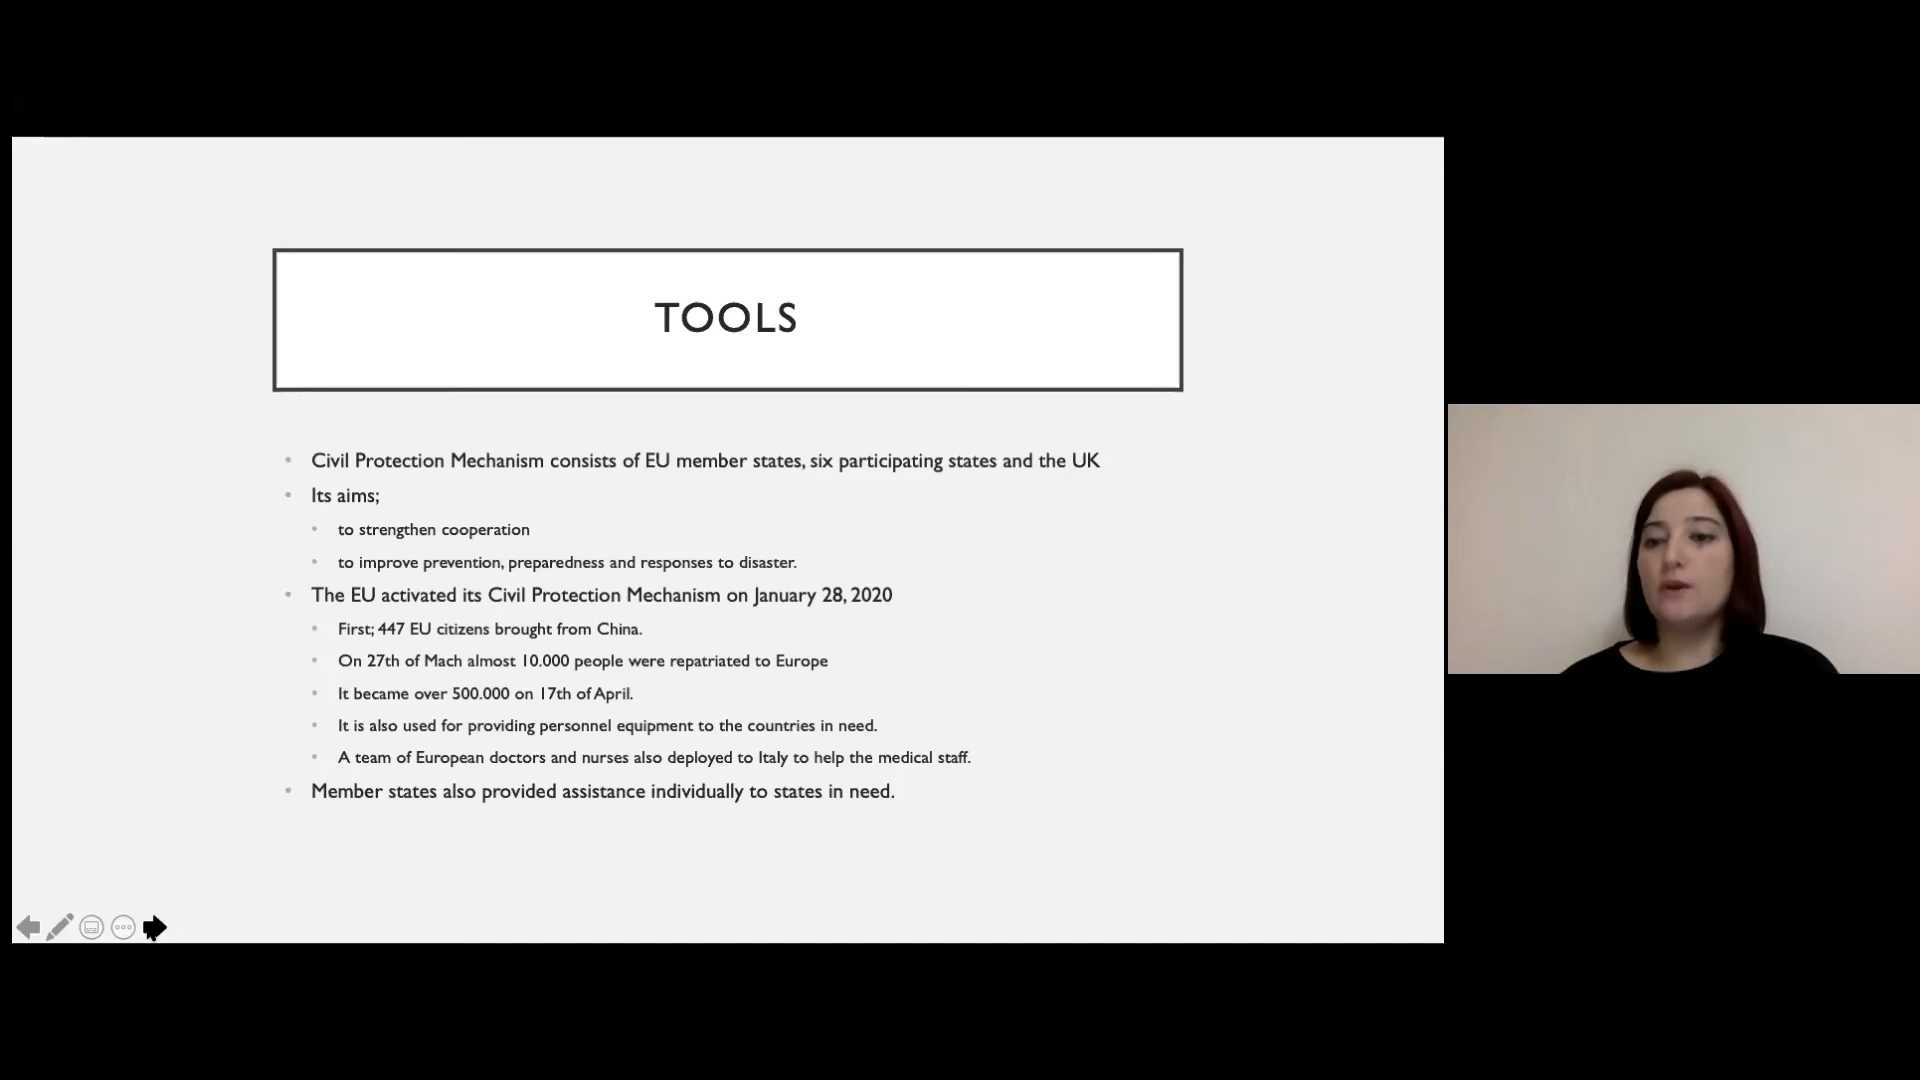 TOOLS
Civil Protection Mechanism consists of EU member states, six participating states and the UK
Its aims;
to strengthen cooperation
to improve prevention, preparedness and responses to disaster.
The EU activated its Civil Protection Mechanism on January 28, 2020
First; 447 EU citizens brought from China.
On 27th of Mach almost 10.000 people were repatriated to Europe
It became over 500.000 on 17th of April.
It is also used for providing personnel equipment to the countries in need.
A team of European doctors and nurses also deployed to Italy to help the medical staff.
Member states also provided assistance individually to states in need.